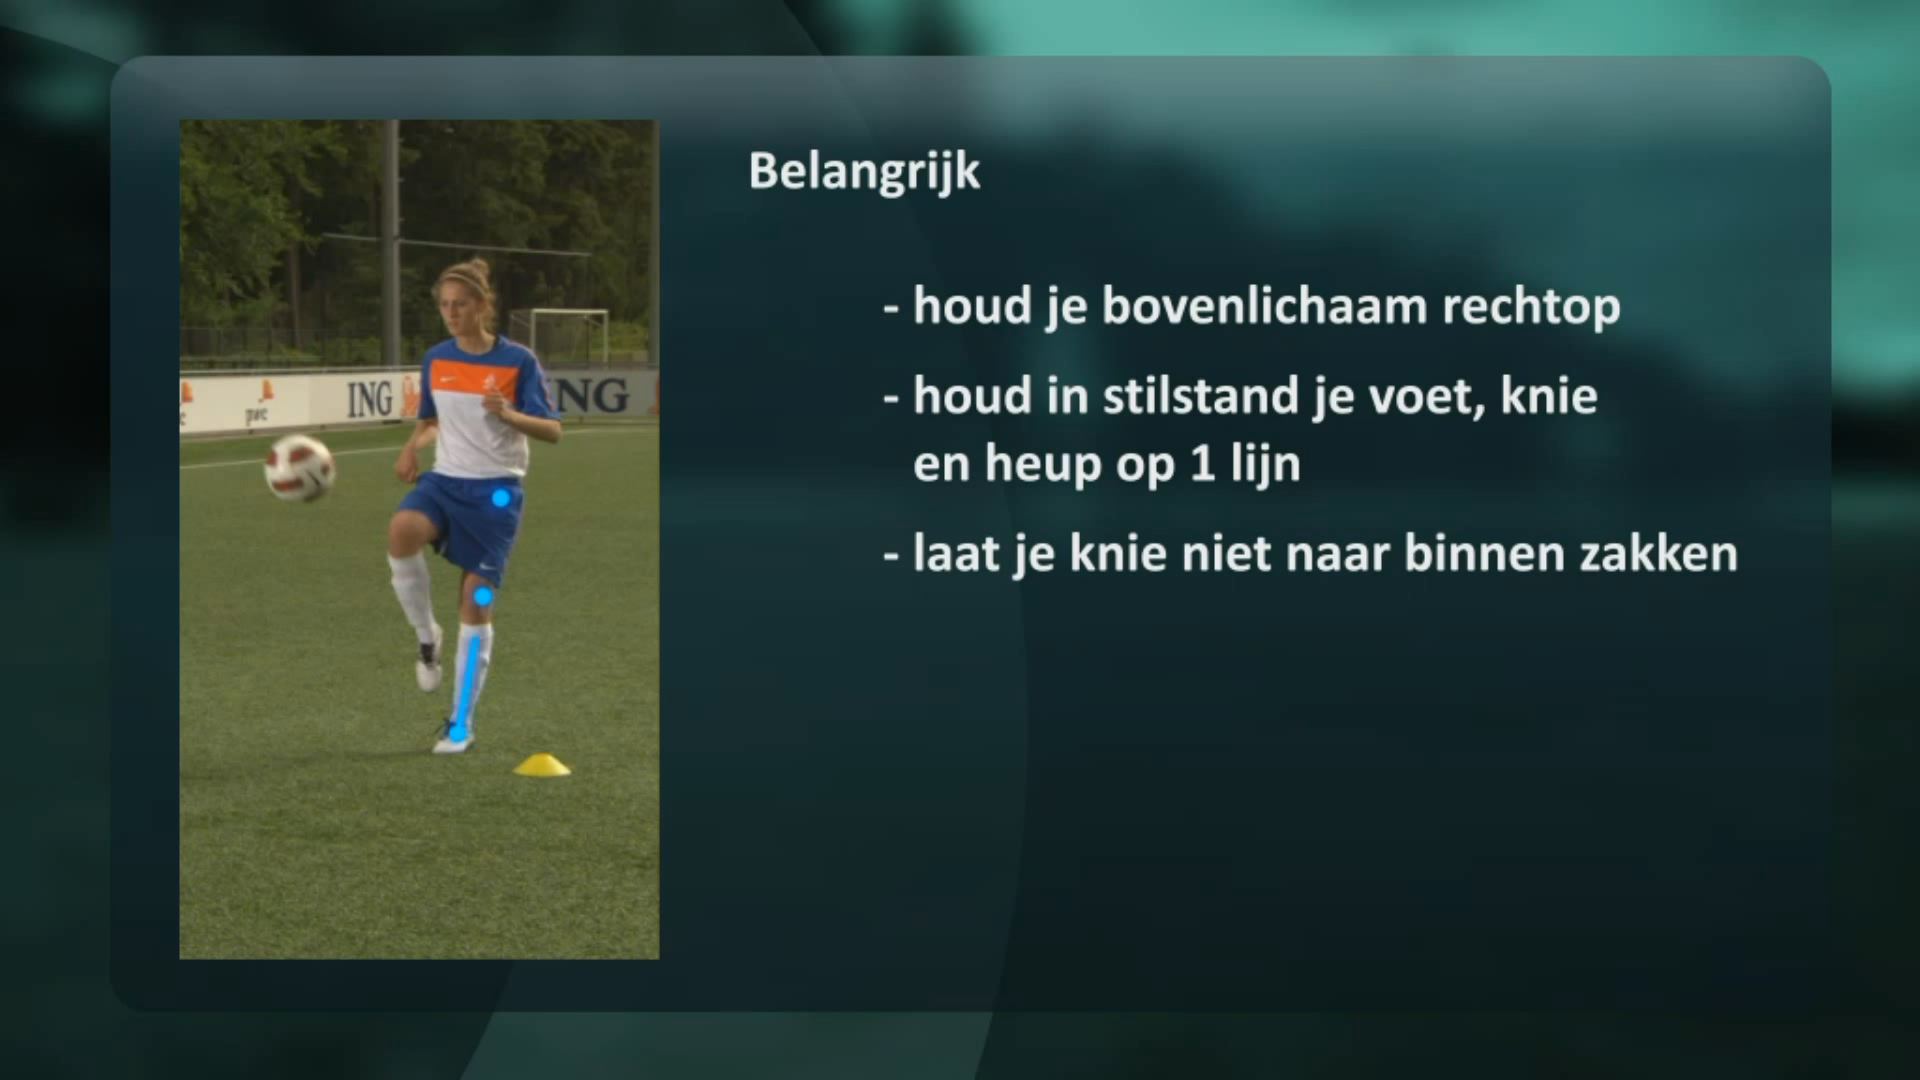 Belangrijk
- houd je bovenlichaam rechtop
- houd in stilstand je voet, knie
en heup op 1 lijn
- laat je knie niet naar binnen zakken
pwc
ING
ING